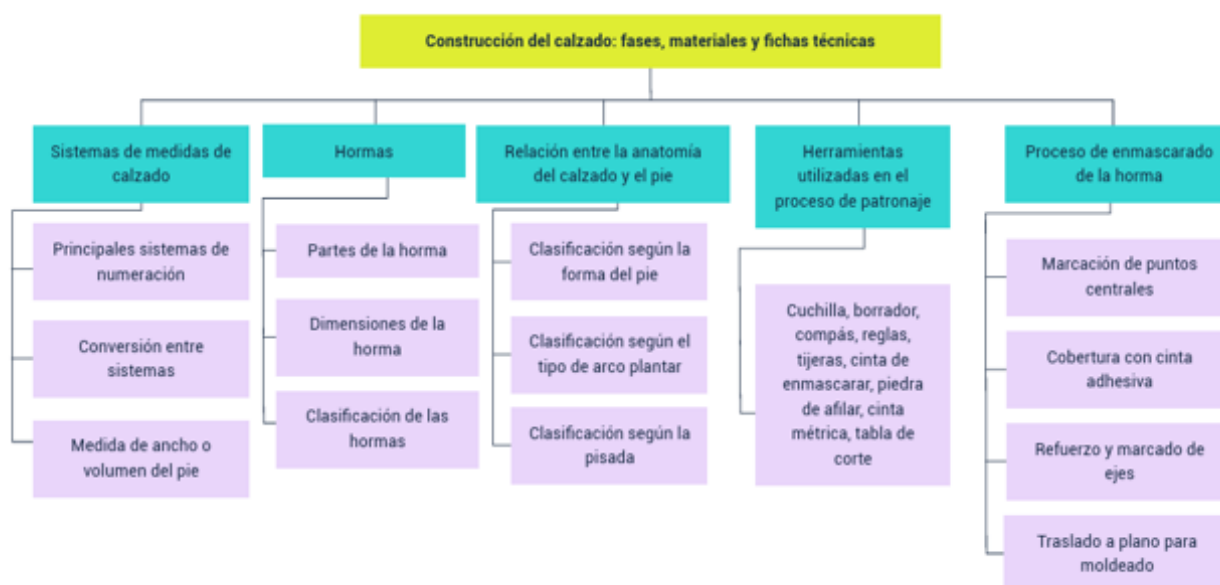 Construcción del calzado: fases, materiales y fichas técnicas
Sistemas de medidas de
calzado
Principales sistemas de
numeración
Conversión entre
sistemas
Medida de ancho o
volumen del pie
Hormas
Partes de la horma
Dimensiones de la
horma
Clasificación de las
hormas
Relación entre la anatomía
del calzado y el pie
Clasificación según la
forma del pie
Clasificación según el
tipo de arco plantar
Clasificación según la
pisada
Herramientas
utilizadas en el
proceso de patronaje
Cuchilla, borrador,
compás, reglas,
tijeras, cinta de
enmascarar, piedra
de afilar, cinta
métrica, tabla de
corte
Proceso de enmascarado
de la horma
Marcación de puntos
centrales
Cobertura con cinta
adhesiva
Refuerzo y marcado de
ejes
Traslado a plano para
moldeado